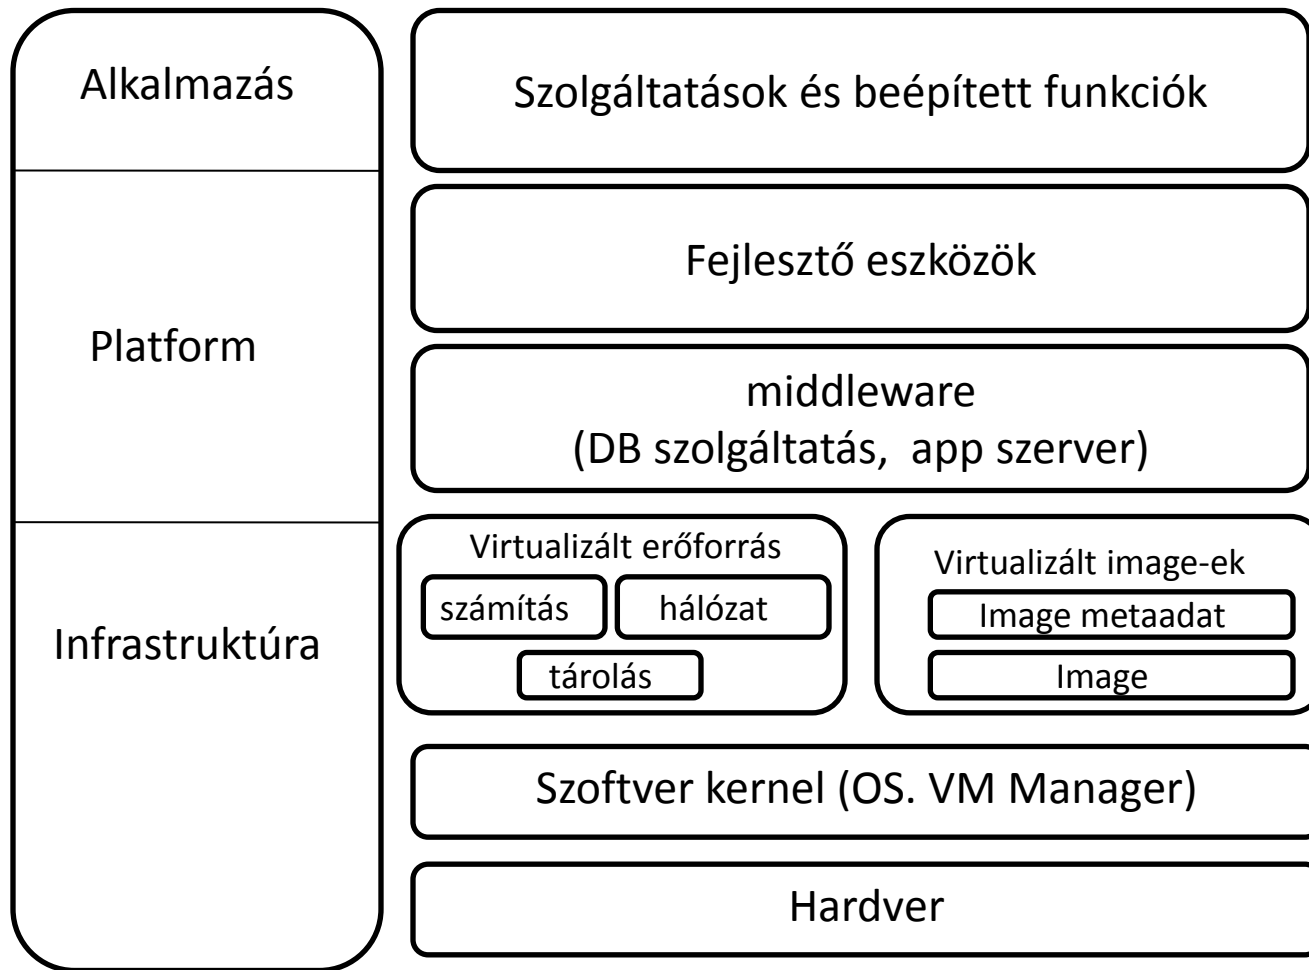 Alkalmazás
Szolgáltatások és beépített funkciók
Platform
Fejlesztő eszközök
middleware
(DB szolgáltatás, app szerver)
Infrastruktúra
Virtualizált erőforrás
számítás
hálózat
tárolás
Virtualizált image-ek
Image metaadat
Image
Szoftver kernel (OS. VM Manager)
Hardver